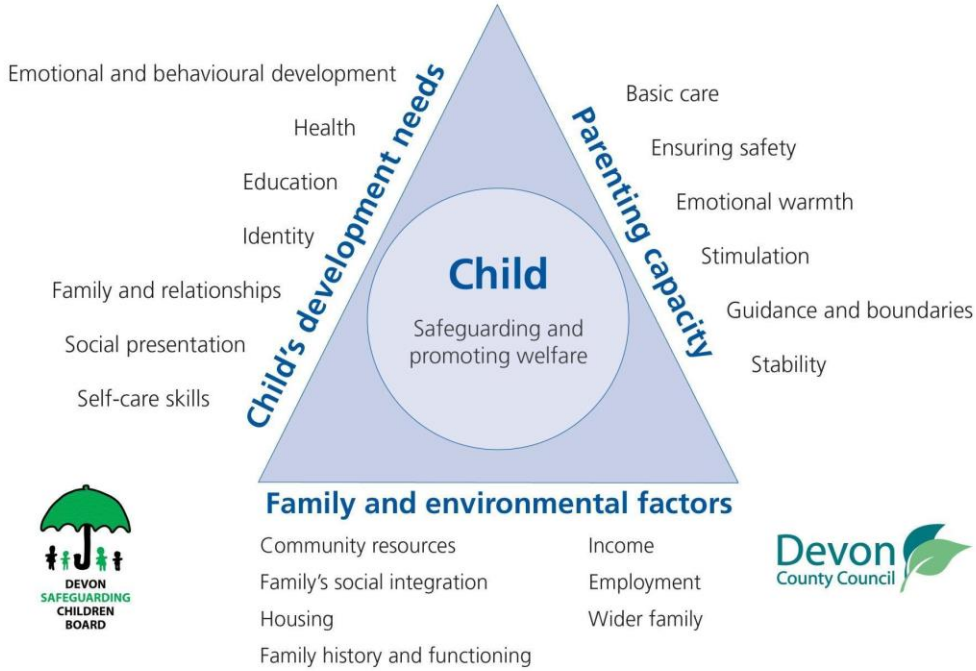 Emotional and behavioural development
Health
Education
Identity
Family and relationships
Social presentation
Self-care skills
Child's development needs
Child
Safeguarding and
promoting welfare
Parenting capacity
Basic care
Ensuring safety
Emotional warmth
Stimulation
Guidance and boundaries
Stability
Family and environmental factors
Community resources
Family's social integration
Housing
Family history and functioning
Income
Employment
Wider family
DEVON
SAFEGUARDING
CHILDREN
BOARD
Devon
County Council